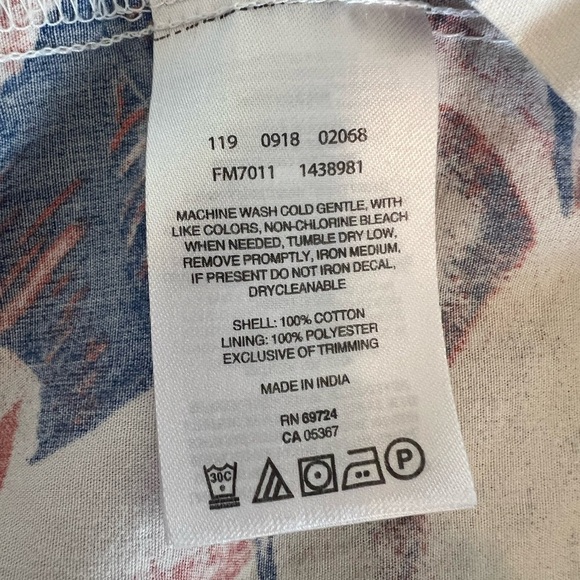 119 0918 02068
FM7011 1438981
MACHINE WASH COLD GENTLE, WITH
LIKE COLORS, NON-CHLORINE BLEACH
WHEN NEEDED, TUMBLE DRY LOW,
REMOVE PROMPTLY, IRON MEDIUM,
IF PRESENT DO NOT IRON DECAL,
DRYCLEANABLE
SHELL: 100% COTTON
LINING: 100% POLYESTER
EXCLUSIVE OF TRIMMING
MADE IN INDIA
RN 69724
CA 05367
30C P